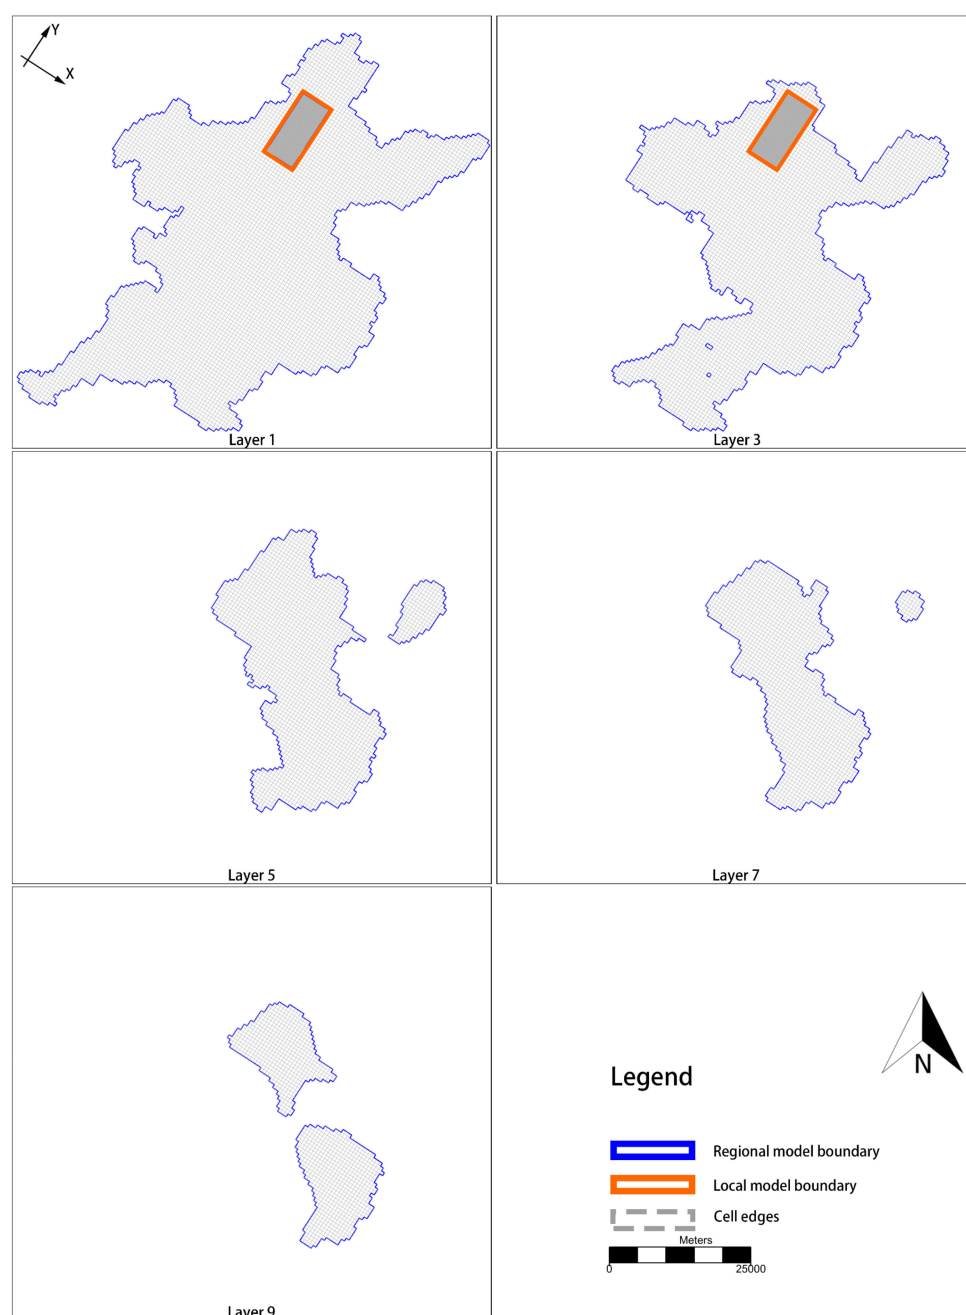 Y
X
Layer 1
Layer 3
Layer 5
Layer 7
Layer 9
N
Legend
Regional model boundary
Local model boundary
Cell edges
Meters
0 25000